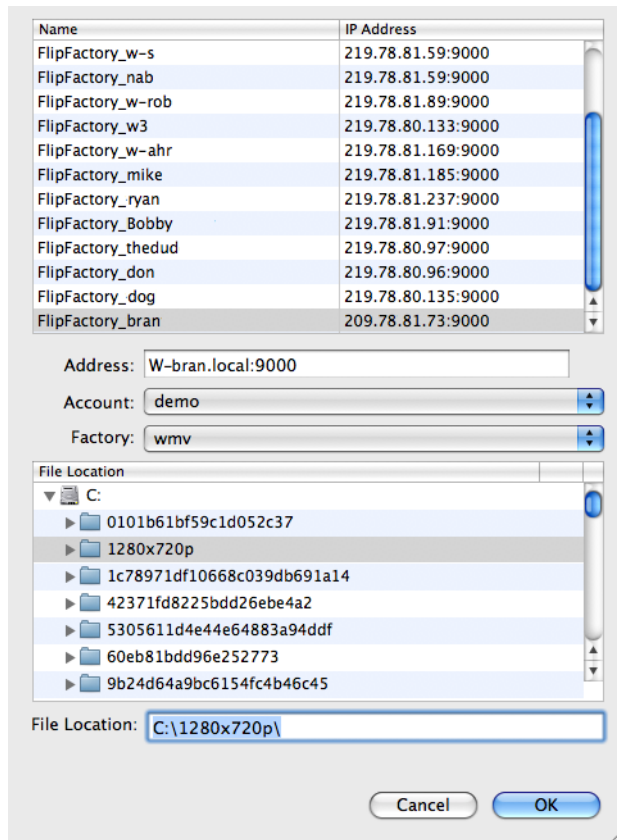 Name IP Address
FlipFactory_w-s 219.78.81.59:9000
FlipFactory_nab 219.78.81.59:9000
FlipFactory_w-rob 219.78.81.89:9000
FlipFactory_w3 219.78.80.133:9000
FlipFactory_w-ahr 219.78.81.169:9000
FlipFactory_mike 219.78.81.185:9000
FlipFactory_ryan 219.78.81.237:9000
FlipFactory_Bobby 219.78.81.91:9000
FlipFactory_thedud 219.78.80.97:9000
FlipFactory_don 219.78.80.96:9000
FlipFactory_dog 219.78.80.135:9000
FlipFactory_bran 209.78.81.73:9000
Address: W-bran.local:9000
Account: demo
Factory: wmv
File Location
C:
0101b61bf59c1d052c37
1280x720p
1c78971df10668c039db691a14
42371fd8225bdd26ebe4a2
5305611d4e44e64883a94ddf
60eb81bdd96e252773
9b24d64a9bc6154fc4b46c45
File Location: C:\1280x720p\
Cancel OK